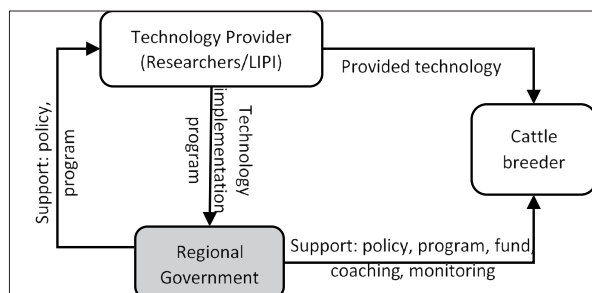 Technology Provider
(Researchers/LIPI)
Provided technology
Support: policy,
program
Technology
implementation
program
Cattle
breeder
Regional
Government
Support: policy, program, fund,
coaching, monitoring